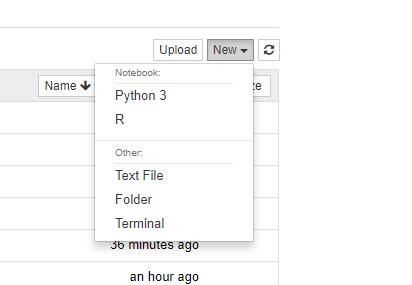 Upload New
Name ze
Notebook:
Python 3
R
Other:
Text File
Folder
Terminal
36 minutes ago
an hour ago